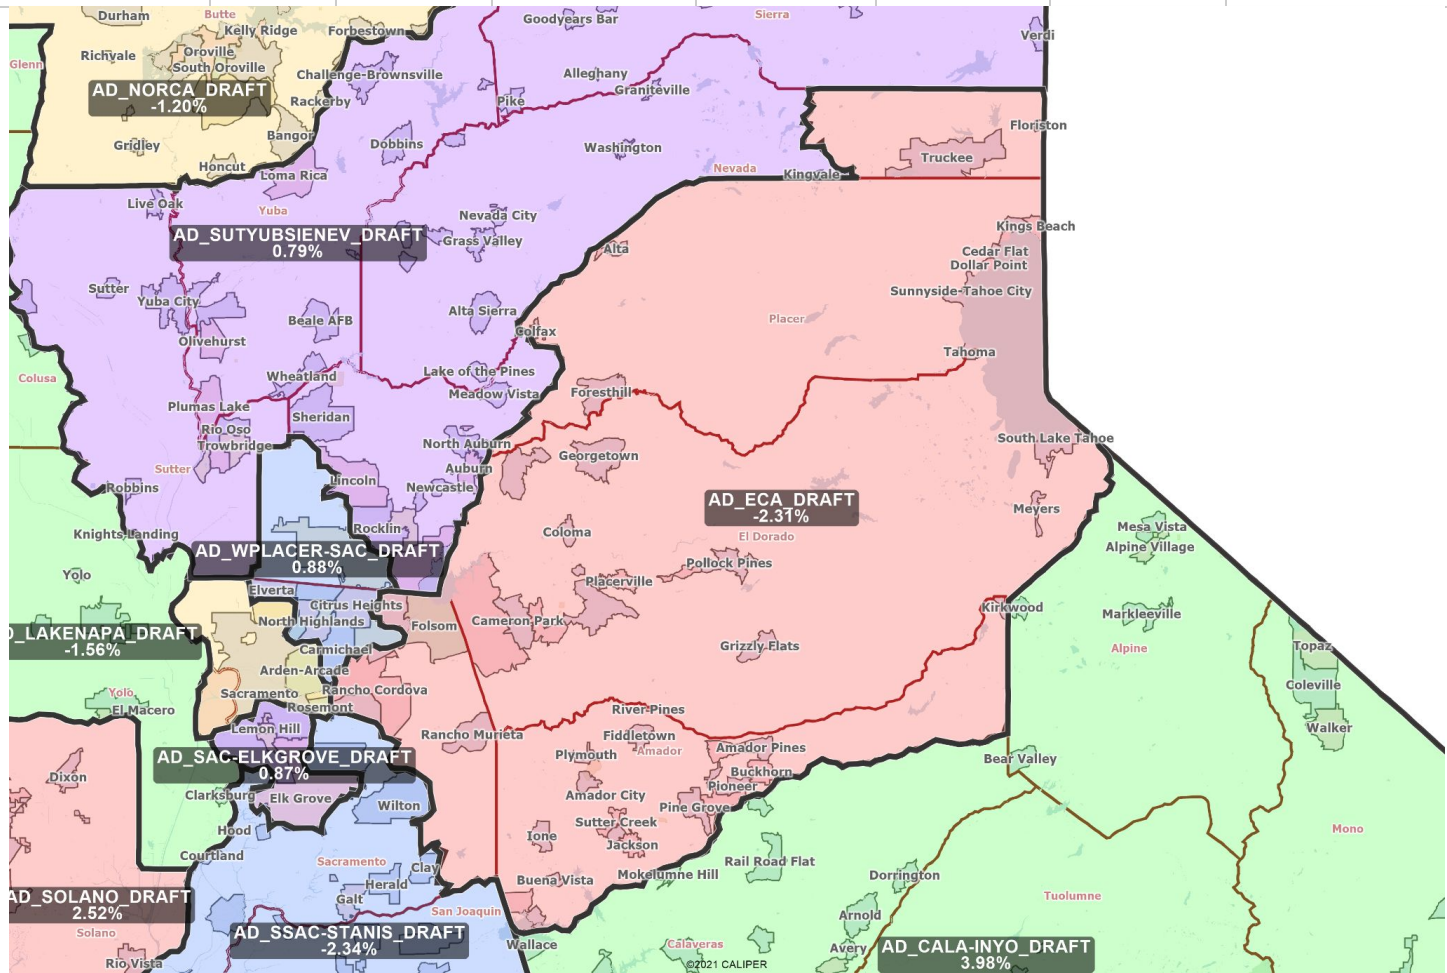 Durham
Butte
Goodyears Bar
Sierra
Kelly Ridge
Forbestown
Verdi
Richvale
Oroville
South Oroville
Glenn
Challenge-Brownsville
Alleghany
Graniteville
AD_NORCA_DRAFT
-1.20%
Rackerby
Pike
Floriston
Bangor
Gridley
Dobbins
Washington
Truckee
Honcut
Loma Rica
Nevada
Kingvale
Live Oak
Yuba
Nevada City
Kings Beach
AD_SUTYUBSIENEV_DRAFT
0.79%
Grass Valley
Alta
Cedar Flat
Dollar Point
Sutter
Yuba City
Sunnyside-Tahoe City
Beale AFB
Alta Sierra
Placer
Olivehurst
Colfax
Tahoma
Colusa
Wheatland
Lake of the Pines
Meadow Vista
Foresthill
Plumas Lake
Sheridan
Rio Oso
Trowbridge
North Auburn
South Lake Tahoe
Georgetown
Sutter
Auburn
Robbins
Lincoln
Newcastle
AD_ECA_DRAFT
-2.31%
Meyers
Knights Landing
Rocklin
Coloma
El Dorado
Mesa Vista
Alpine Village
AD_WPLACER-SAC_DRAFT
0.88%
Pollock Pines
Yolo
Placerville
Elverta
Citrus Heights
Kirkwood
Markleeville
North Highlands
Folsom
Cameron Park
D_LAKENAPA_DRAFT
-1.56%
Carmichael
Grizzly Flats
Alpine
Topaz
Arden-Arcade
Coleville
Yolo
Sacramento
Rancho Cordova
El Macero
Rosemont
River Pines
Lemon Hill
Rancho Murieta
Fiddletown
Walker
Plymouth
Amador
Amador Pines
AD_SAC-ELKGROVE_DRAFT
0.87%
Buckhorn
Bear Valley
Dixon
Pioneer
Clarksburg
Elk Grove
Wilton
Amador City
Pine Grove
Sutter Creek
Hood
Ione
Jackson
Mono
Courtland
Sacramento
Clay
Rail Road Flat
Herald
Buena Vista
Mokelumne Hill
Dorrington
AD_SOLANO_DRAFT
2.52%
Galt
Tuolumne
San Joaquin
Arnold
Solano
AD_SSAC-STANIS_DRAFT
-2.34%
Wallace
Calaveras
Avery
AD_CALA-INYO_DRAFT
3.98%
Rio Vista
©2021 CALIPER